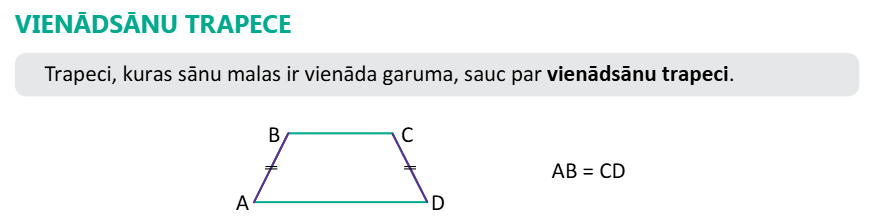 VIENĀDSĀNU TRAPECE
Trapeci, kuras sānu malas ir vienāda garuma, sauc par vienādsānu trapeci.
B
C
AB = CD
A
D